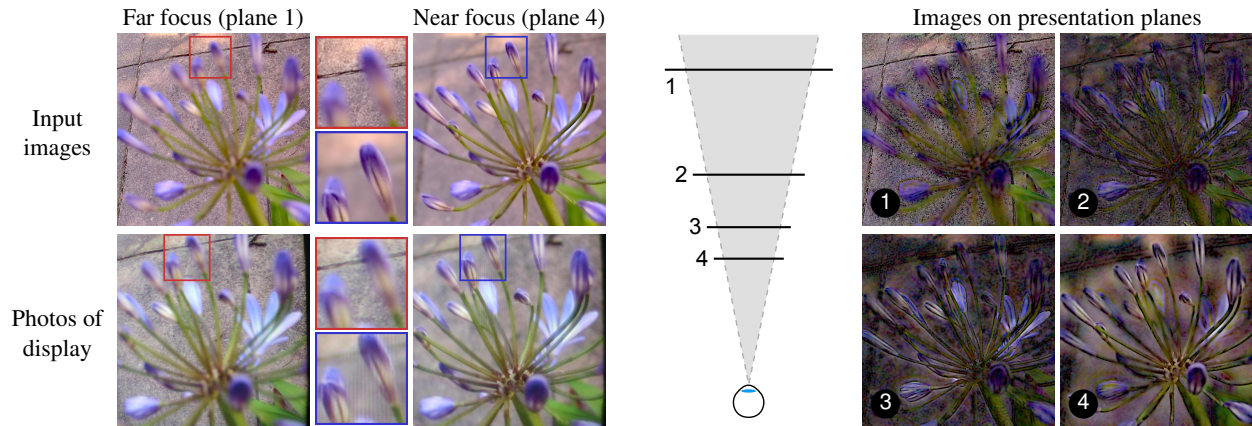 Far focus (plane 1)
Near focus (plane 4)
Images on presentation planes
Input
images
Photos of
display
1
2
3
4
1
2
3
4